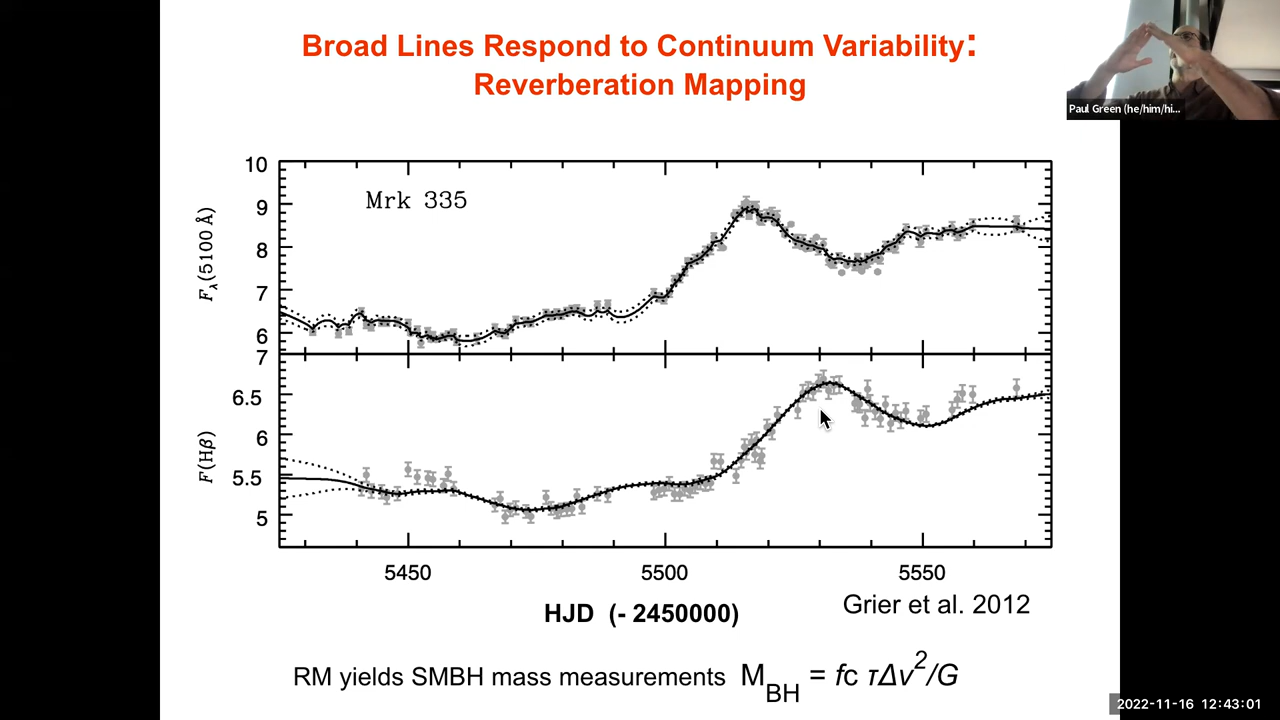 Broad Lines Respond to Continuum Variability:
Reverberation Mapping
Paul Green (he/him/hi...
Mrk 335
10
9
8
7
6
Fλ(5100 Å)
7
6.5
6
5.5
5
F(Hβ)
5450 5500 5550
HJD (- 2450000)
Grier et al. 2012
RM yields SMBH mass measurements M_BH = fc τΔv²/G
2022-11-16 12:43:01